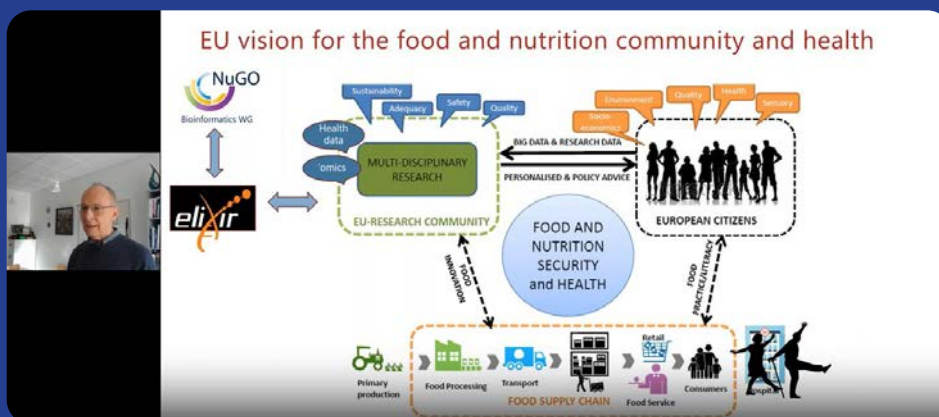 EU vision for the food and nutrition community and health
NuGO
Bioinformatics WG
elixir
Sustainability
Adequacy
Safety
Quality
Health
data
'omics
MULTI-DISCIPLINARY
RESEARCH
EU-RESEARCH COMMUNITY
BIG DATA & RESEARCH DATA
PERSONALISED & POLICY ADVICE
Environment
Quality
Health
Socio-
economics
EUROPEAN CITIZENS
FOOD AND
NUTRITION
SECURITY
and HEALTH
FOOD
INNOVATION
FOOD
PRACTICE/LITERACY
Primary
production
Food Processing
Transport
Retail
Food Service
Consumers
FOOD SUPPLY CHAIN